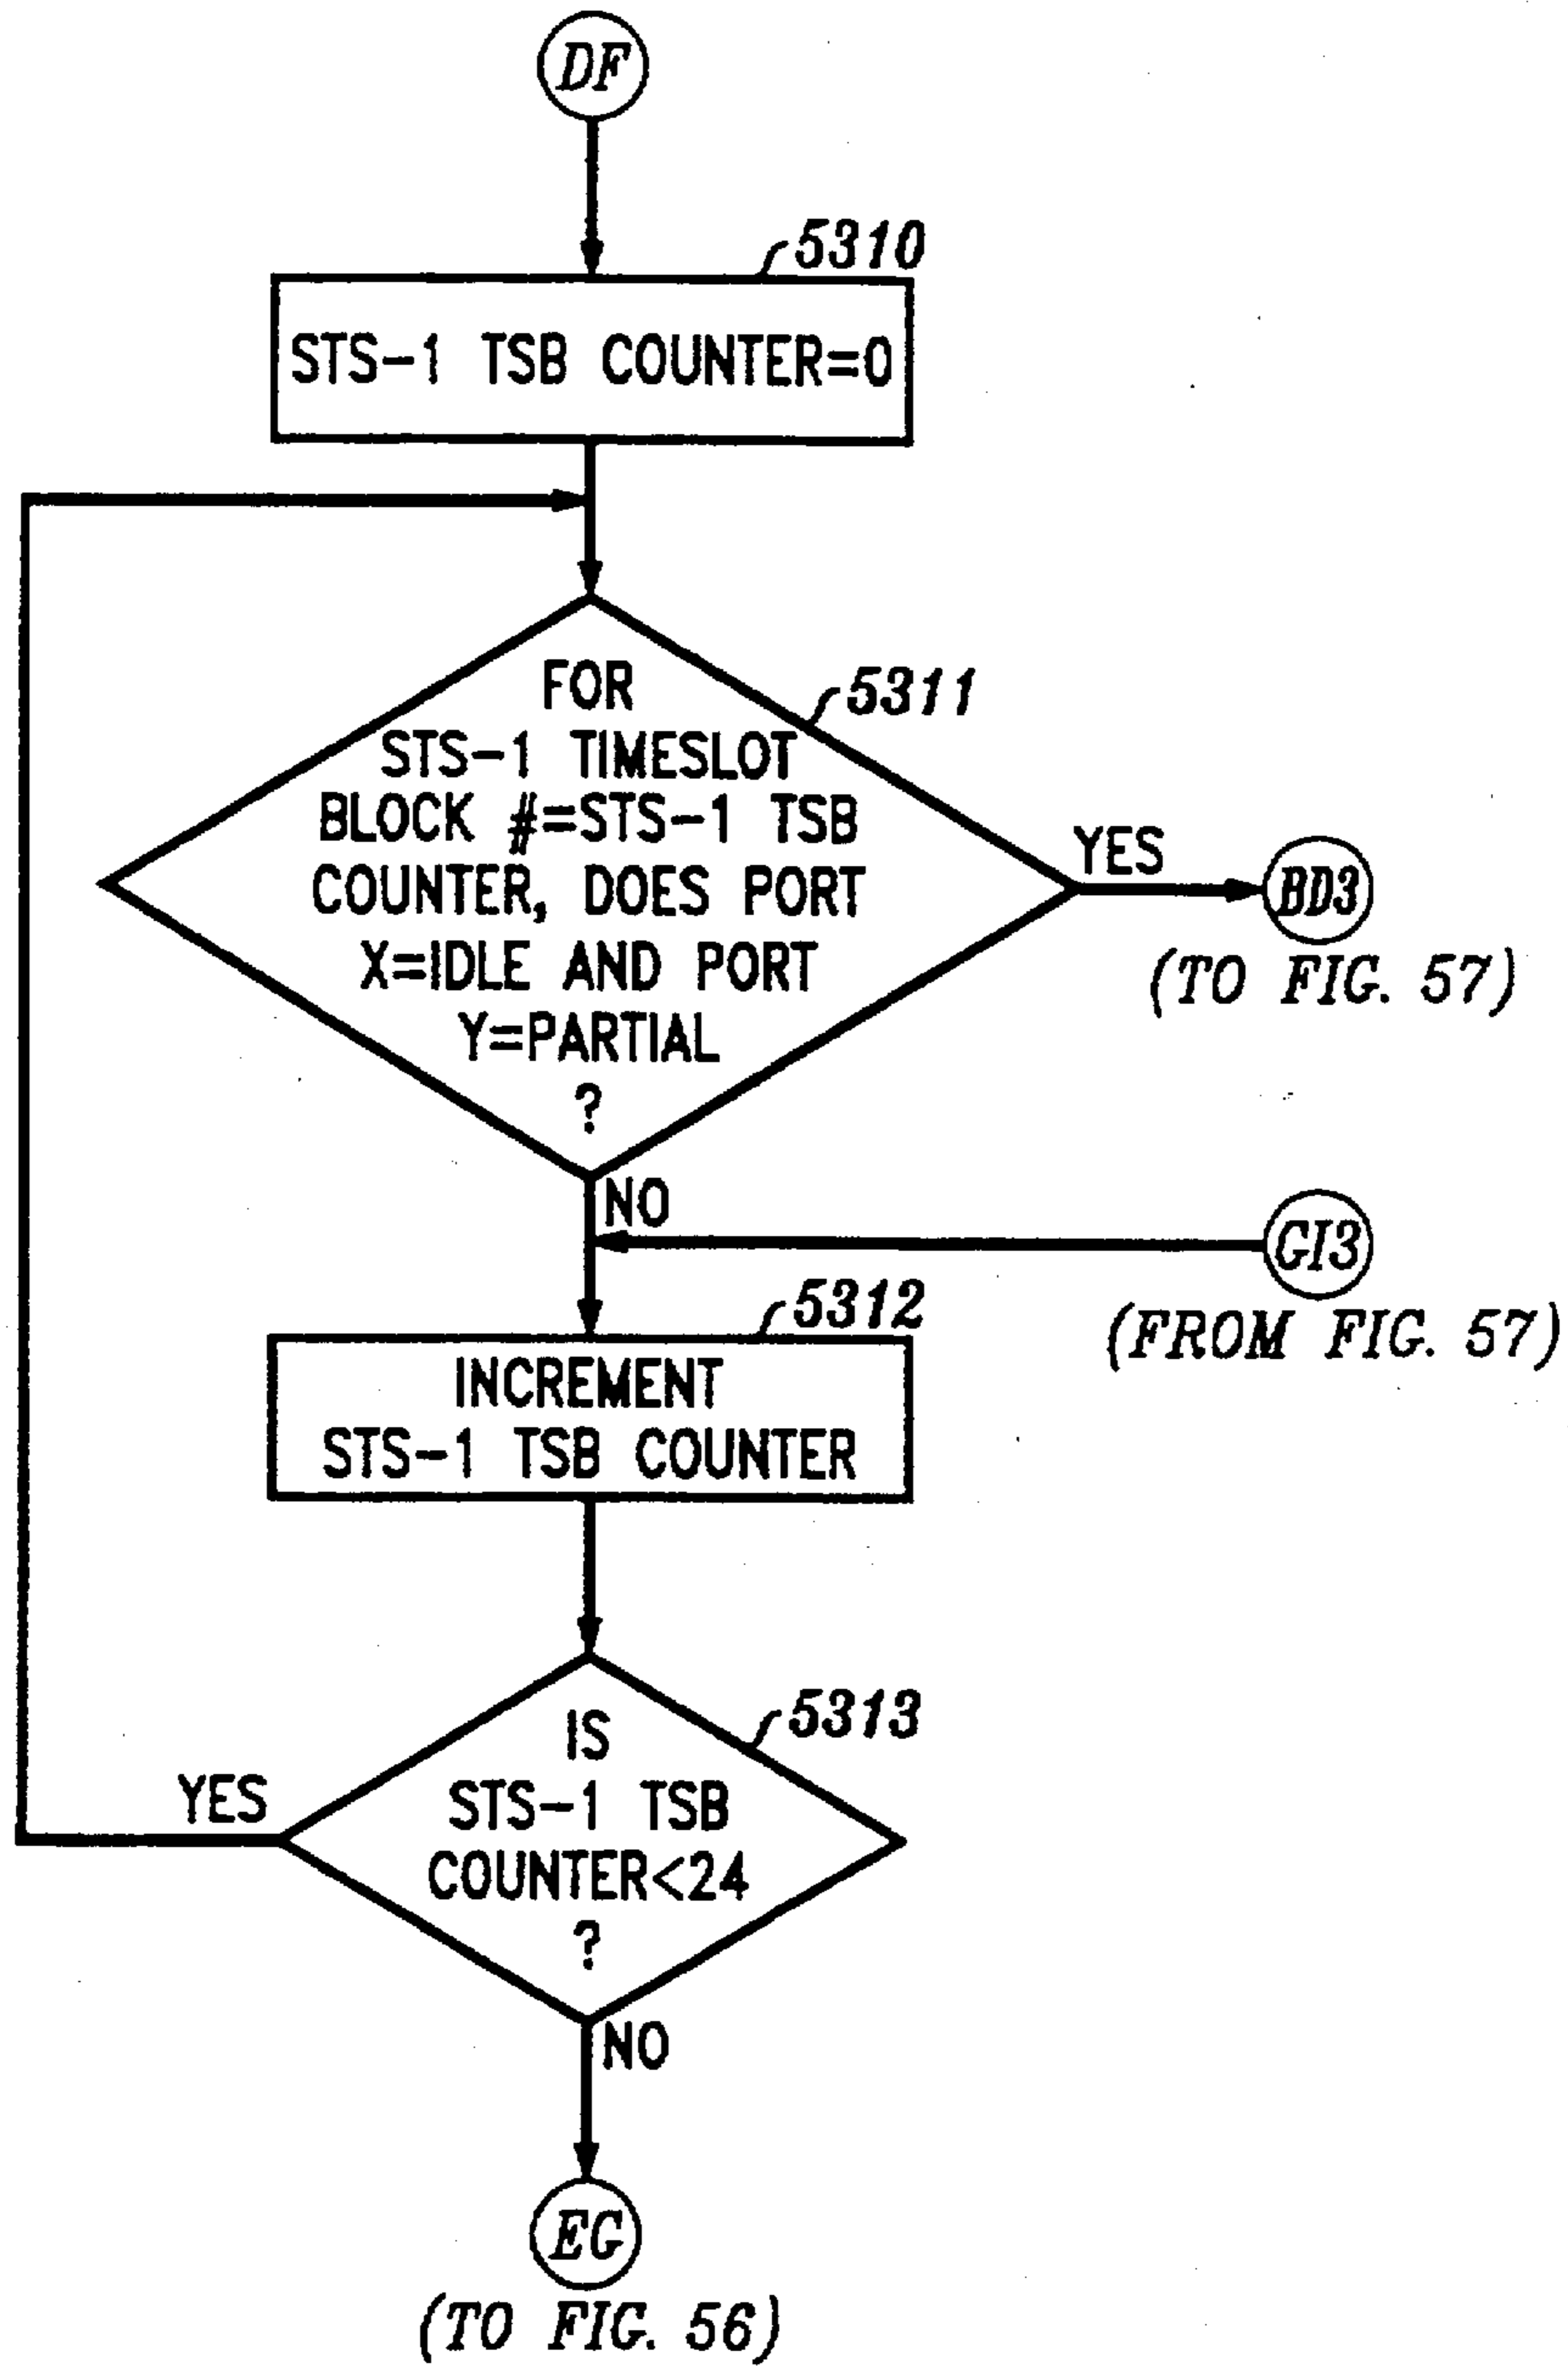 DF
5310
STS-1 TSB COUNTER=0
FOR
5311
STS-1 TIMESLOT
BLOCK #=STS-1 TSB
COUNTER, DOES PORT
X=IDLE AND PORT
Y=PARTIAL
?
YES
BD3
(TO FIG. 57)
NO
GI3
(FROM FIG. 57)
5312
INCREMENT
STS-1 TSB COUNTER
5313
IS
STS-1 TSB
COUNTER<24
?
YES
NO
EG
(TO FIG. 56)